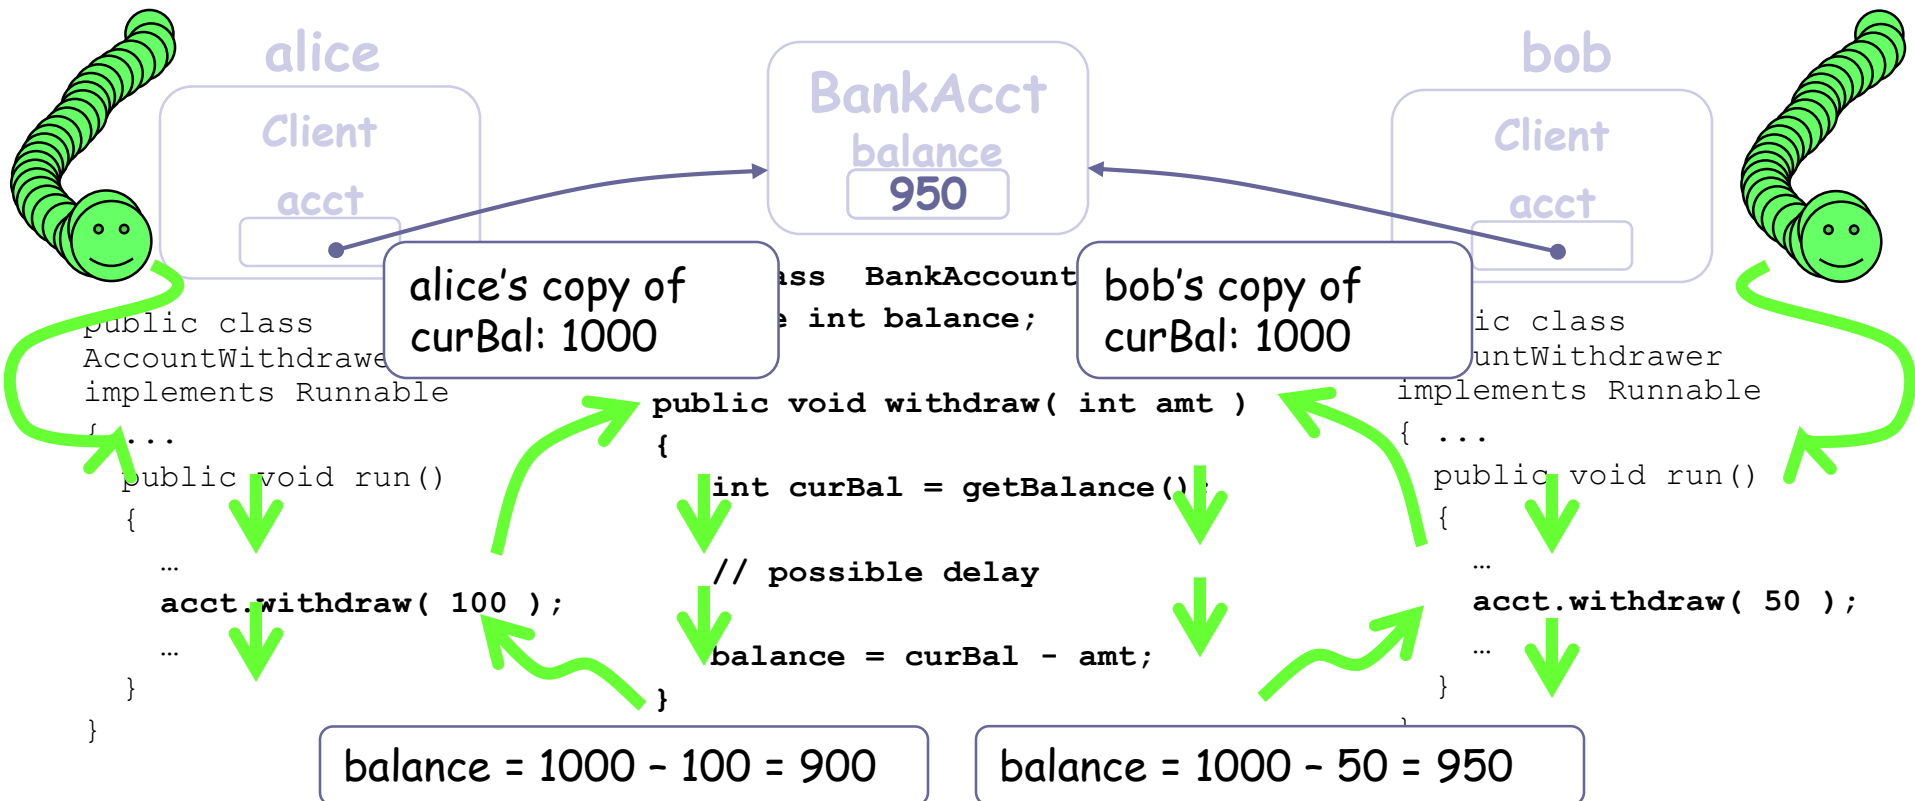 alice
Client
acct
BankAcct
balance
950
bob
Client
acct
alice’s copy of
curBal: 1000
bob’s copy of
curBal: 1000
public class
AccountWithdrawe
implements Runnable
{ ...
public void run()
{
…
acct.withdraw( 100 );
…
}
}
ass BankAccount
e int balance;
public void withdraw( int amt )
{
int curBal = getBalance();
// possible delay
balance = curBal - amt;
}
ic class
untWithdrawer
implements Runnable
{ ...
public void run()
{
…
acct.withdraw( 50 );
…
}
balance = 1000 – 100 = 900
balance = 1000 – 50 = 950